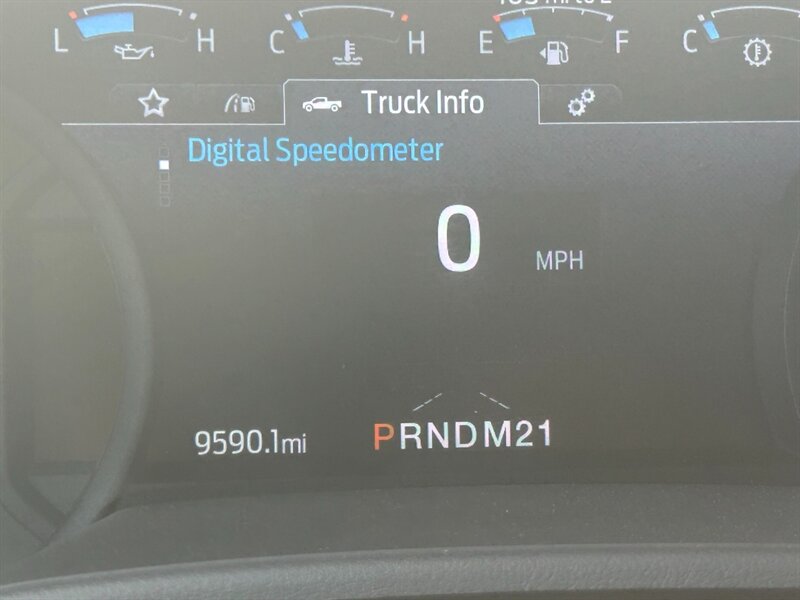 L H C H E F C
Truck Info
Digital Speedometer
0 MPH
9590.1mi PRNDM21